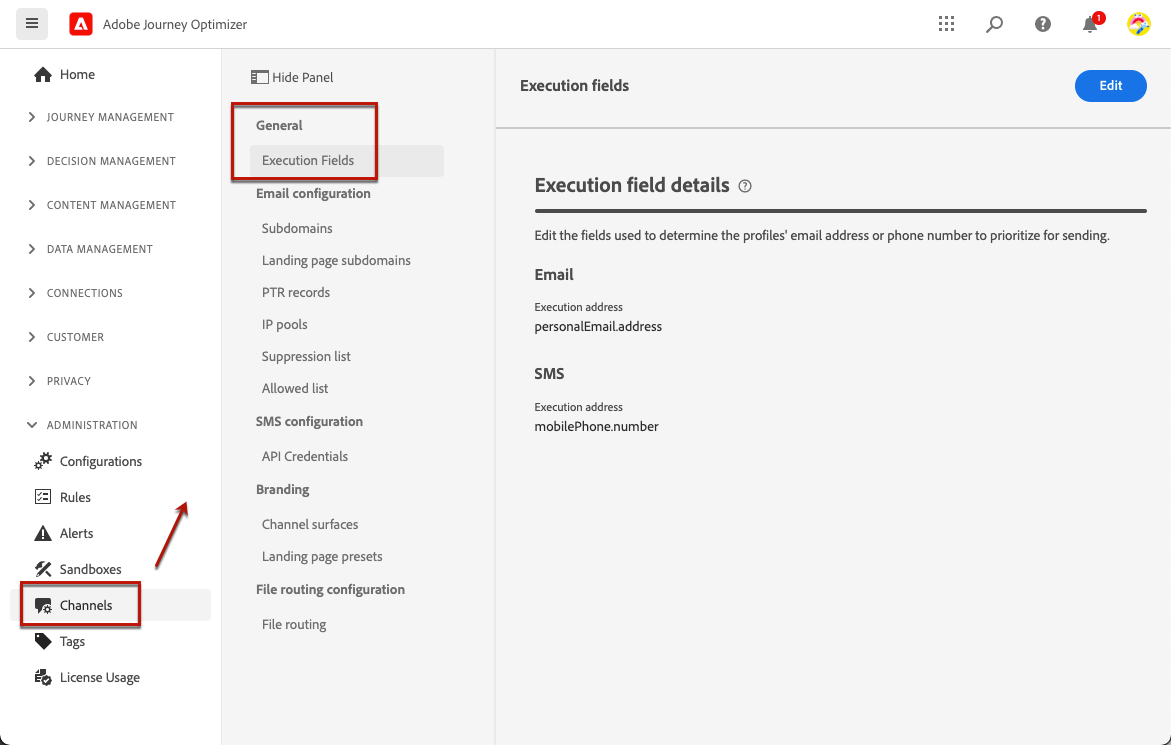 Adobe Journey Optimizer
1
Home
JOURNEY MANAGEMENT
DECISION MANAGEMENT
CONTENT MANAGEMENT
DATA MANAGEMENT
CONNECTIONS
CUSTOMER
PRIVACY
ADMINISTRATION
Configurations
Rules
Alerts
Sandboxes
Channels
Tags
License Usage
Hide Panel
General
Execution Fields
Email configuration
Subdomains
Landing page subdomains
PTR records
IP pools
Suppression list
Allowed list
SMS configuration
API Credentials
Branding
Channel surfaces
Landing page presets
File routing configuration
File routing
Execution fields
Edit
Execution field details
Edit the fields used to determine the profiles' email address or phone number to prioritize for sending.
Email
Execution address
personalEmail.address
SMS
Execution address
mobilePhone.number